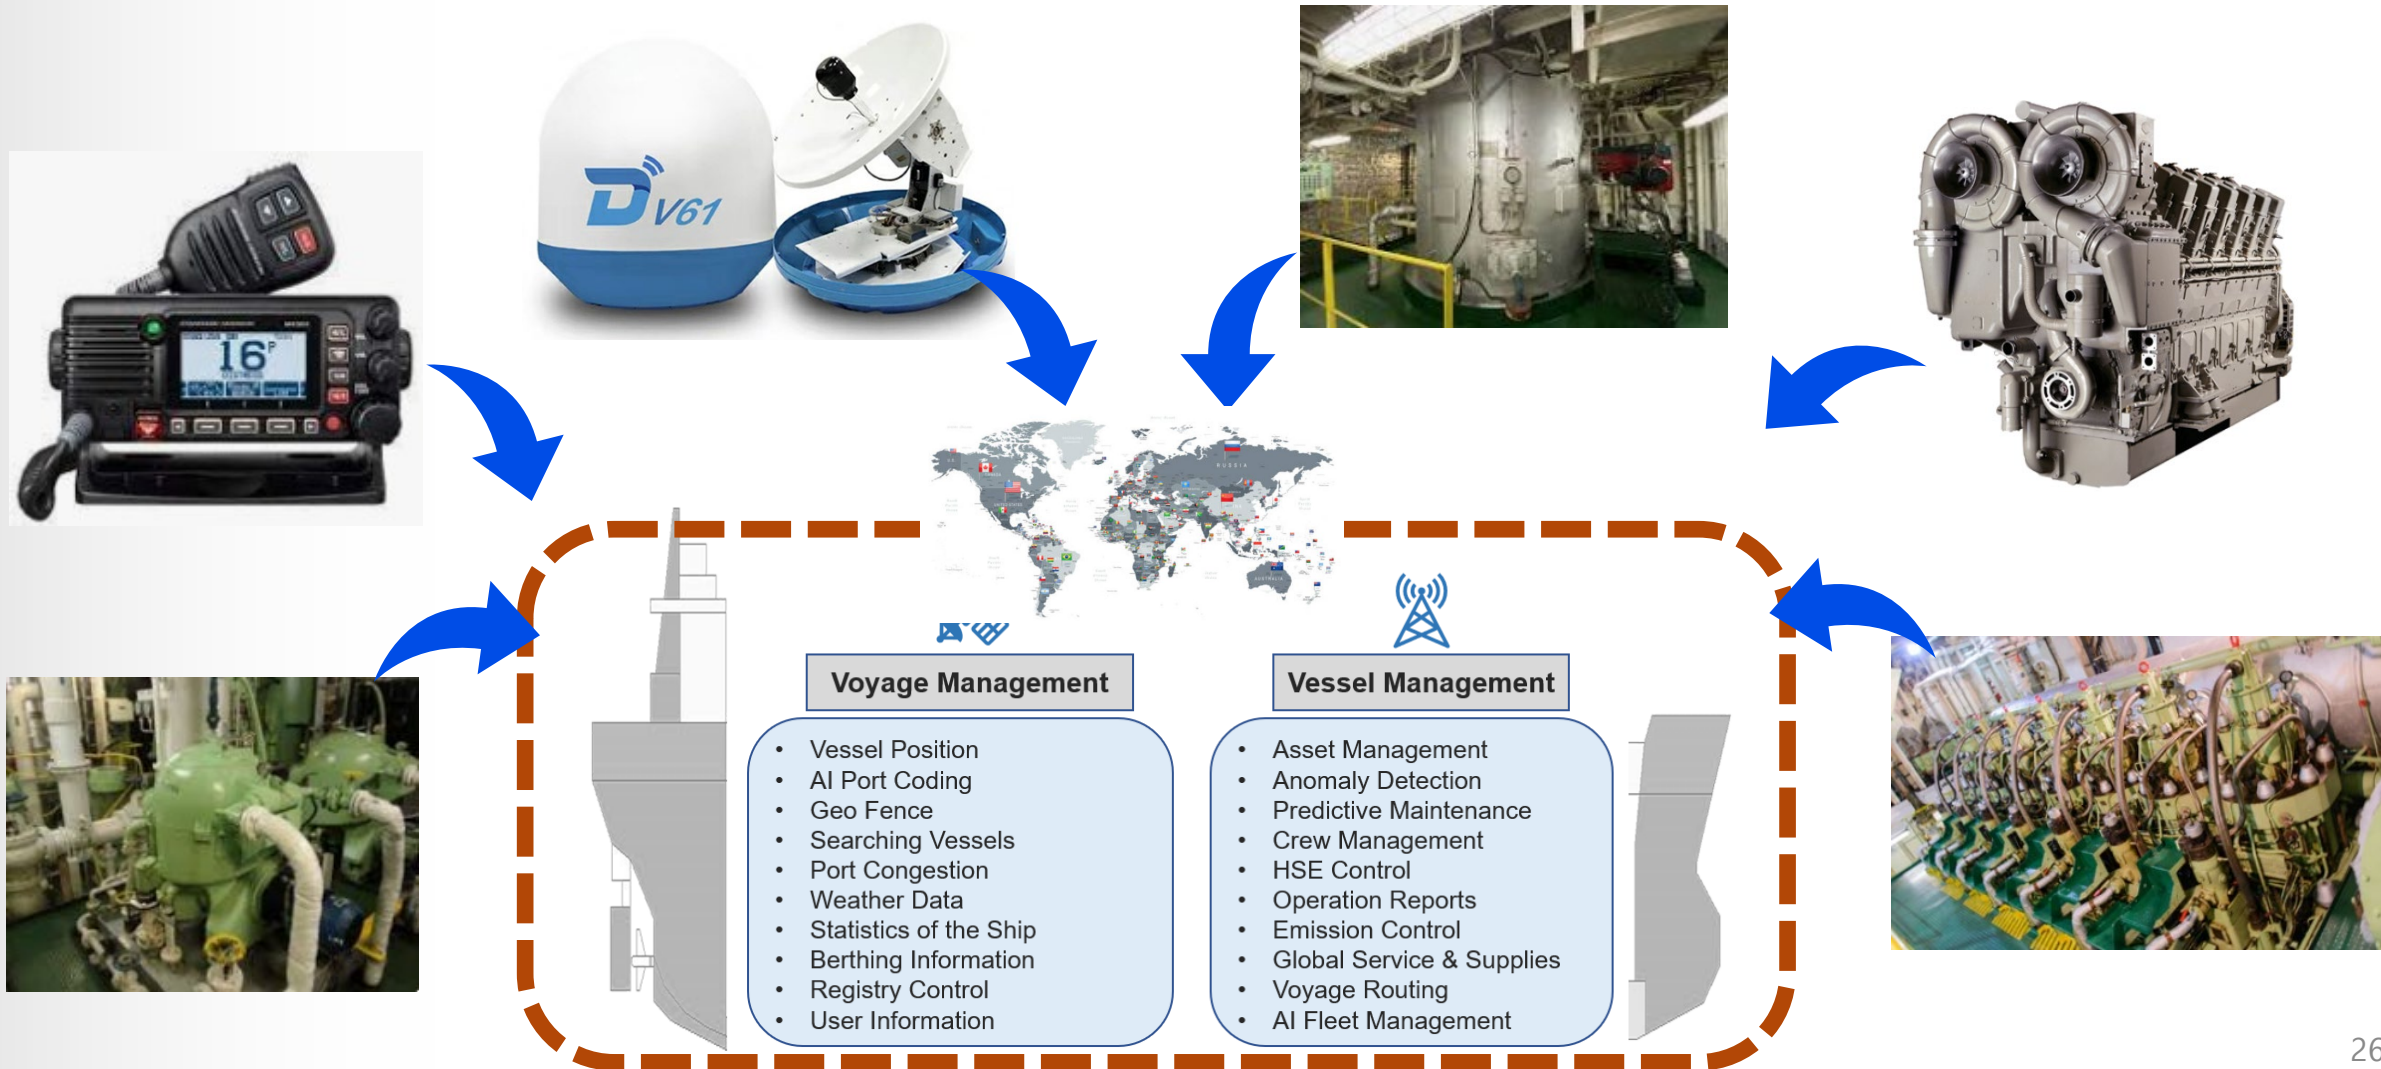 D V61
16 P
RUSSIA
AUSTRALIA
Voyage Management
• Vessel Position
• AI Port Coding
• Geo Fence
• Searching Vessels
• Port Congestion
• Weather Data
• Statistics of the Ship
• Berthing Information
• Registry Control
• User Information
Vessel Management
• Asset Management
• Anomaly Detection
• Predictive Maintenance
• Crew Management
• HSE Control
• Operation Reports
• Emission Control
• Global Service & Supplies
• Voyage Routing
• AI Fleet Management
26